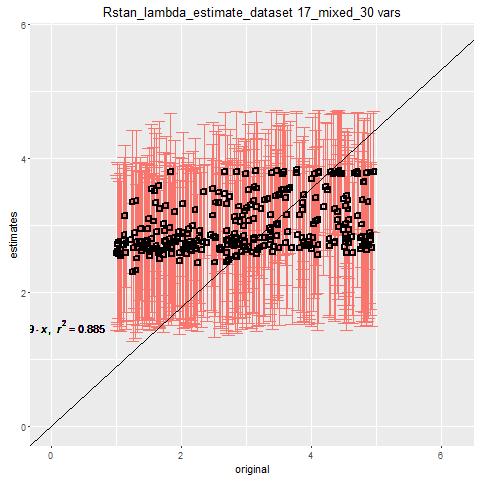 Rstan_lambda_estimate_dataset 17_mixed_30 vars
6
4
2
0
estimates
9 · x, r² = 0.885
0
2
4
6
original